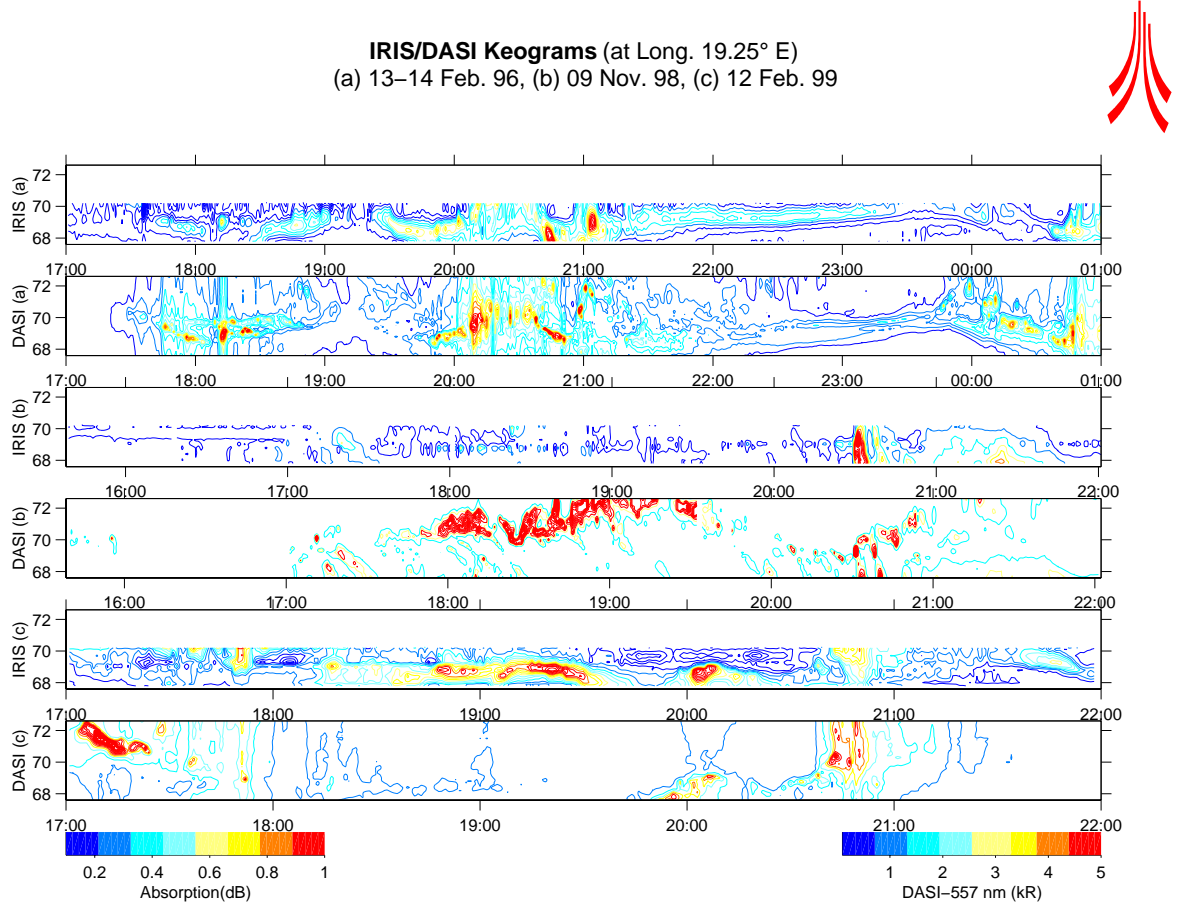 IRIS/DASI Keograms (at Long. 19.25° E)
(a) 13–14 Feb. 96, (b) 09 Nov. 98, (c) 12 Feb. 99
IRIS (a)
72
70
68
17:00 18:00 19:00 20:00 21:00 22:00 23:00 00:00 01:00
DASI (a)
72
70
68
17:00 18:00 19:00 20:00 21:00 22:00 23:00 00:00 01:00
IRIS (b)
72
70
68
16:00 17:00 18:00 19:00 20:00 21:00 22:00
DASI (b)
72
70
68
16:00 17:00 18:00 19:00 20:00 21:00 22:00
IRIS (c)
72
70
68
17:00 18:00 19:00 20:00 21:00 22:00
DASI (c)
72
70
68
17:00 18:00 19:00 20:00 21:00 22:00
0.2 0.4 0.6 0.8 1
Absorption(dB)
1 2 3 4 5
DASI–557 nm (kR)